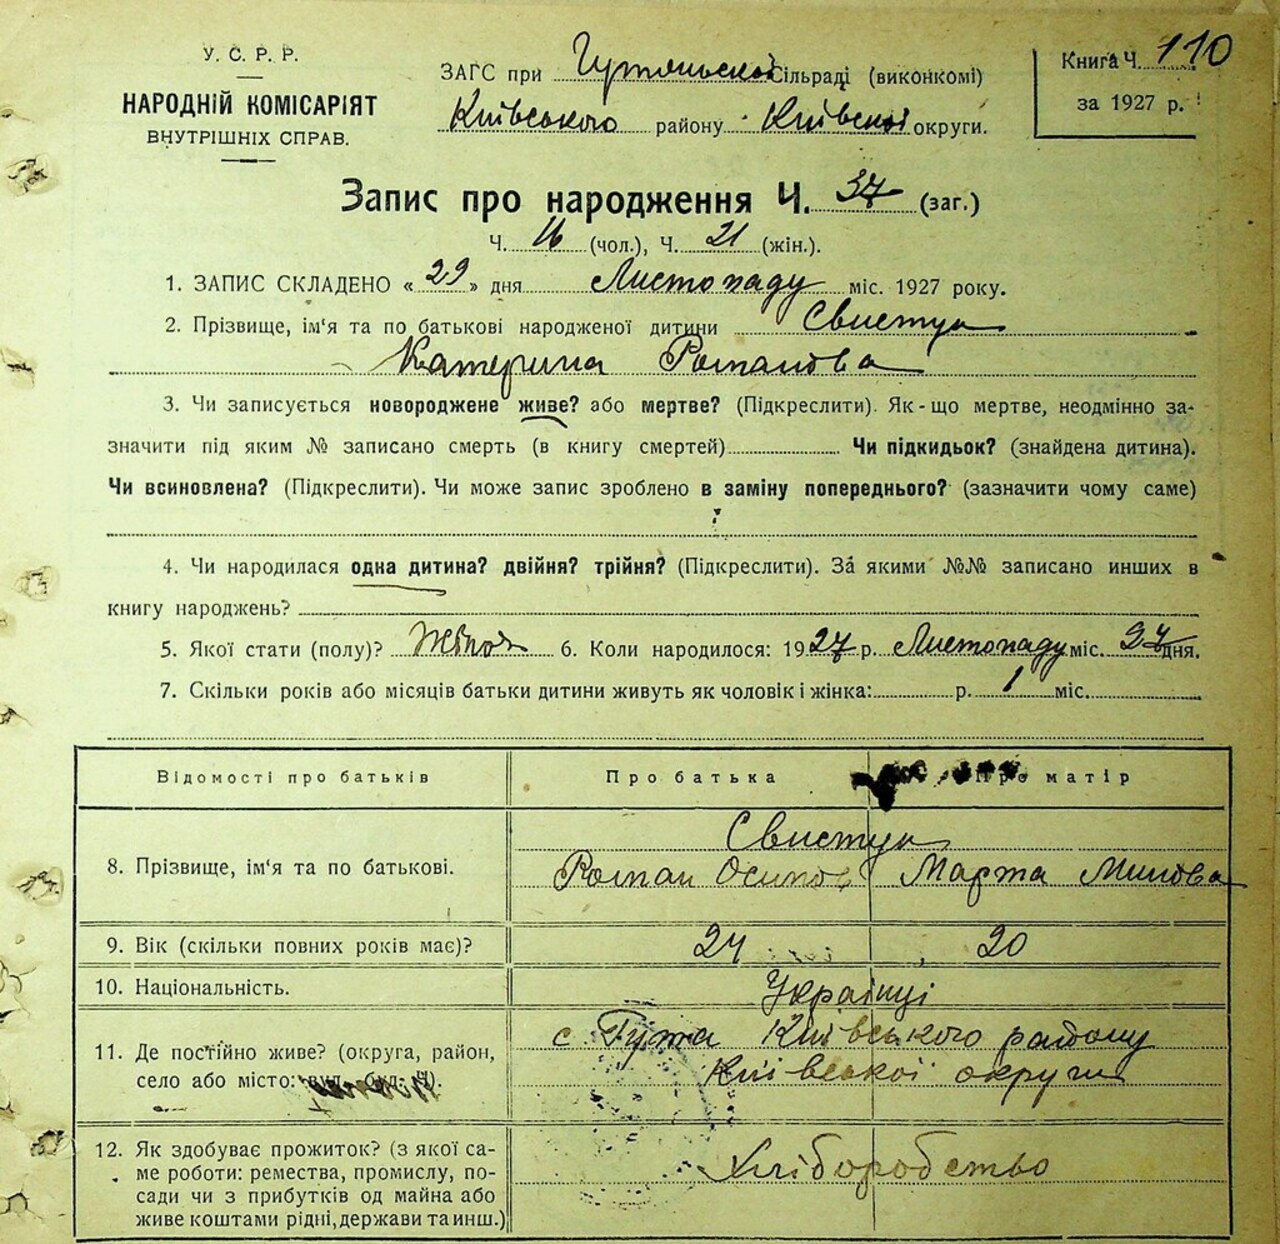 У. С. Р. Р.
НАРОДНІЙ КОМІСАРІЯТ
ВНУТРІШНІХ СПРАВ.
ЗАГС при Гутянській сільраді (виконкомі)
Київського району Київської округи.
Книга Ч. 110
за 1927 р.
Запис про народження Ч. 37 (заг.)
Ч. 16 (чол.), Ч. 21 (жін.).
1. ЗАПИС СКЛАДЕНО « 29 » дня Листопаду міс. 1927 року.
2. Прізвище, ім'я та по батькові народженої дитини Свистун
Катерина Романова
3. Чи записується новороджене живе? або мертве? (Підкреслити). Як-що мертве, неодмінно за-
значити під яким № записано смерть (в книгу смертей) Чи підкидьок? (знайдена дитина).
Чи всиновлена? (Підкреслити). Чи може запис зроблено в заміну попереднього? (зазначити чому саме)
4. Чи народилася одна дитина? двійня? трійня? (Підкреслити). За якими №№ записано инших в
книгу народжень?
5. Якої стати (полу)? Жіноч 6. Коли народилося: 1927 р. Листопаду міс. 27 дня.
7. Скільки років або місяців батьки дитини живуть як чоловік і жінка: р. 1 міс.
Відомості про батьків Про батька Про матір
Свистун
8. Прізвище, ім'я та по батькові. Роман Осипов Марта Минова
9. Вік (скільки повних років має)? 24 20
10. Національність. Українці
11. Де постійно живе? (округа, район, с Гута Київського району
село або місто: вул., буд. Ч). Київської округи
12. Як здобуває прожиток? (з якої са-
ме роботи: ремества, промислу, по- Хліборобство
сади чи з прибутків од майна або
живе коштами рідні, держави та инш.)